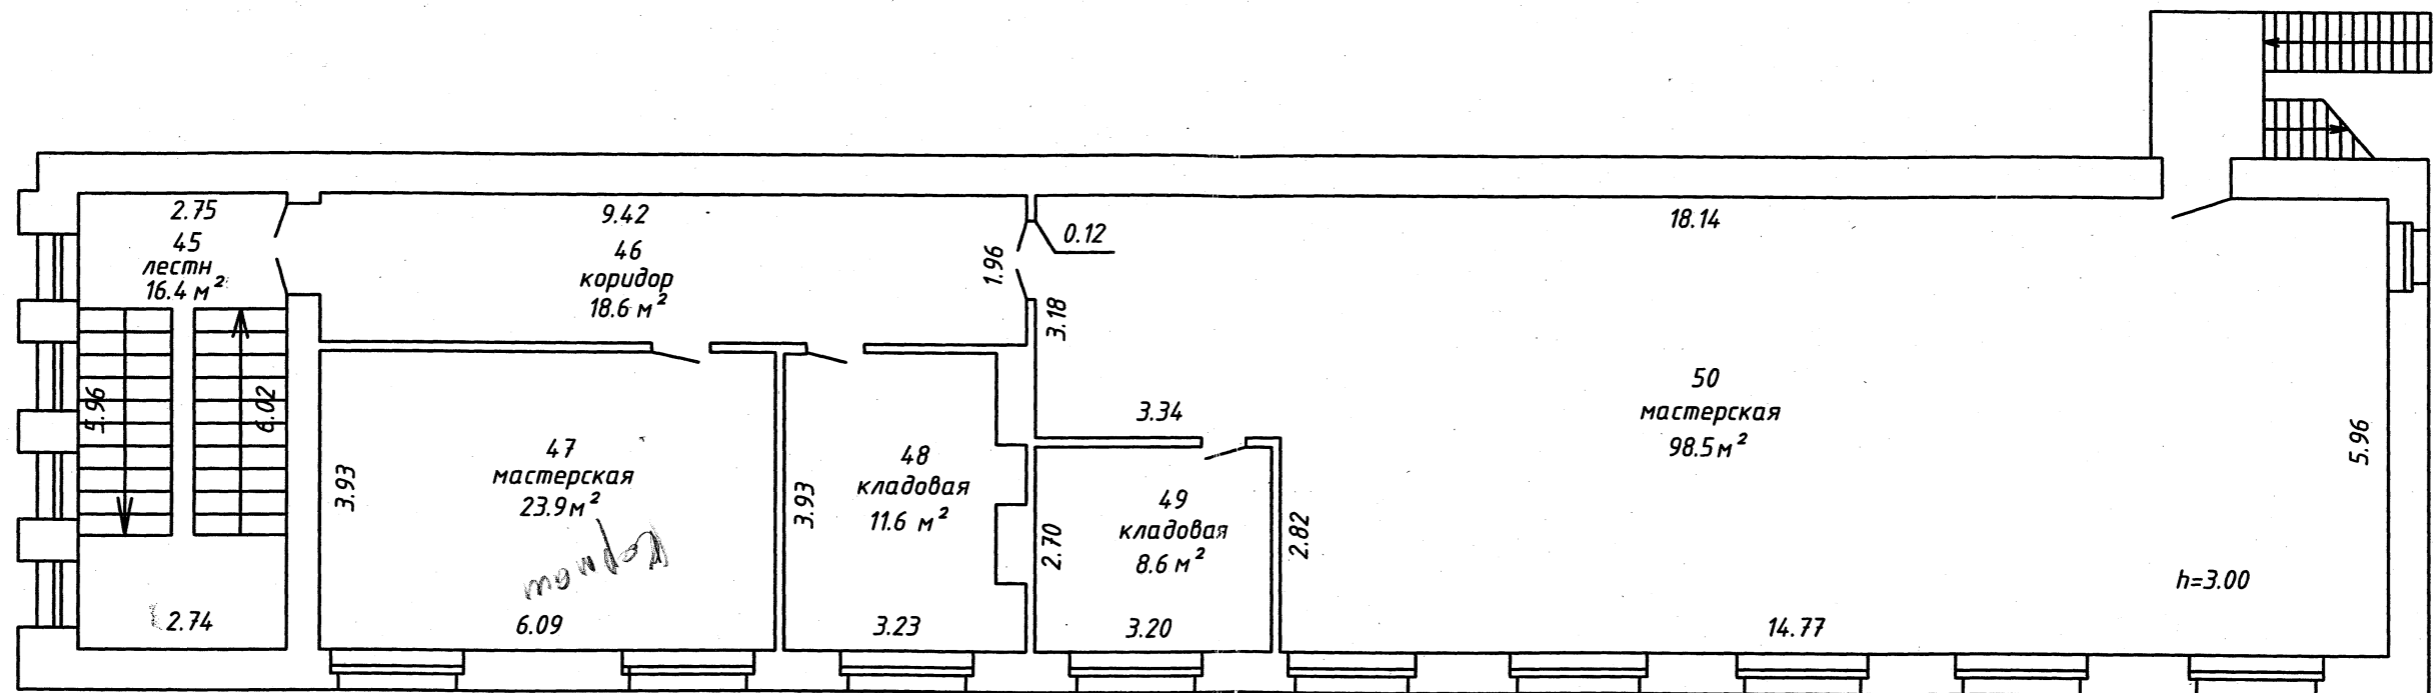 2.75
45
лестн
16.4 м²
5.96
6.02
2.74
9.42
46
коридор
18.6 м²
1.96
0.12
3.18
18.14
3.93
47
мастерская
23.9 м²
6.09
3.93
48
кладовая
11.6 м²
3.23
3.34
2.70
49
кладовая
8.6 м²
3.20
2.82
50
мастерская
98.5 м²
5.96
h=3.00
14.77